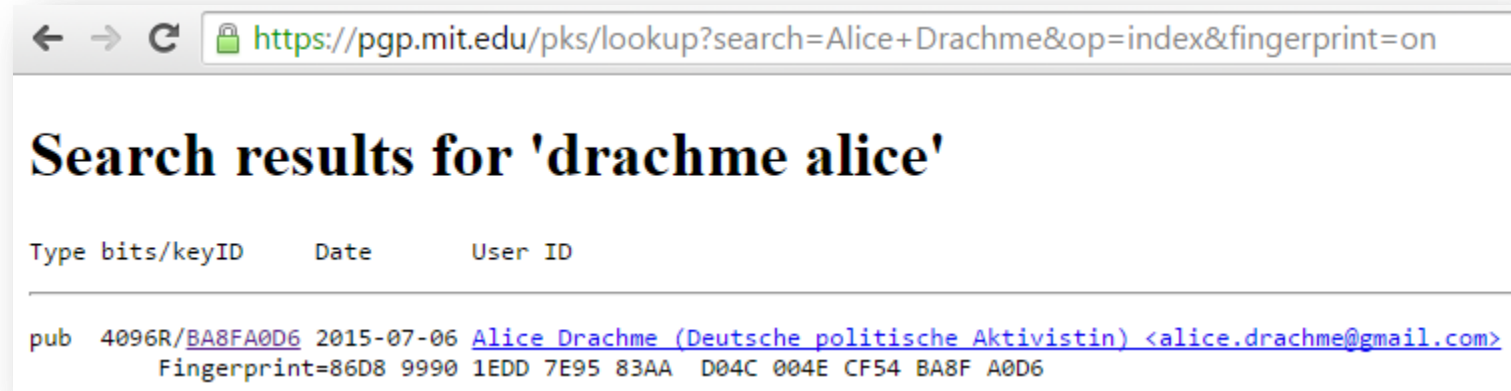 https://pgp.mit.edu/pks/lookup?search=Alice+Drachme&op=index&fingerprint=on
Search results for 'drachme alice'
Type bits/keyID     Date       User ID
pub  4096R/BA8FA0D6 2015-07-06 Alice Drachme (Deutsche politische Aktivistin) <alice.drachme@gmail.com>
Fingerprint=86D8 9990 1EDD 7E95 83AA  D04C 004E CF54 BA8F A0D6